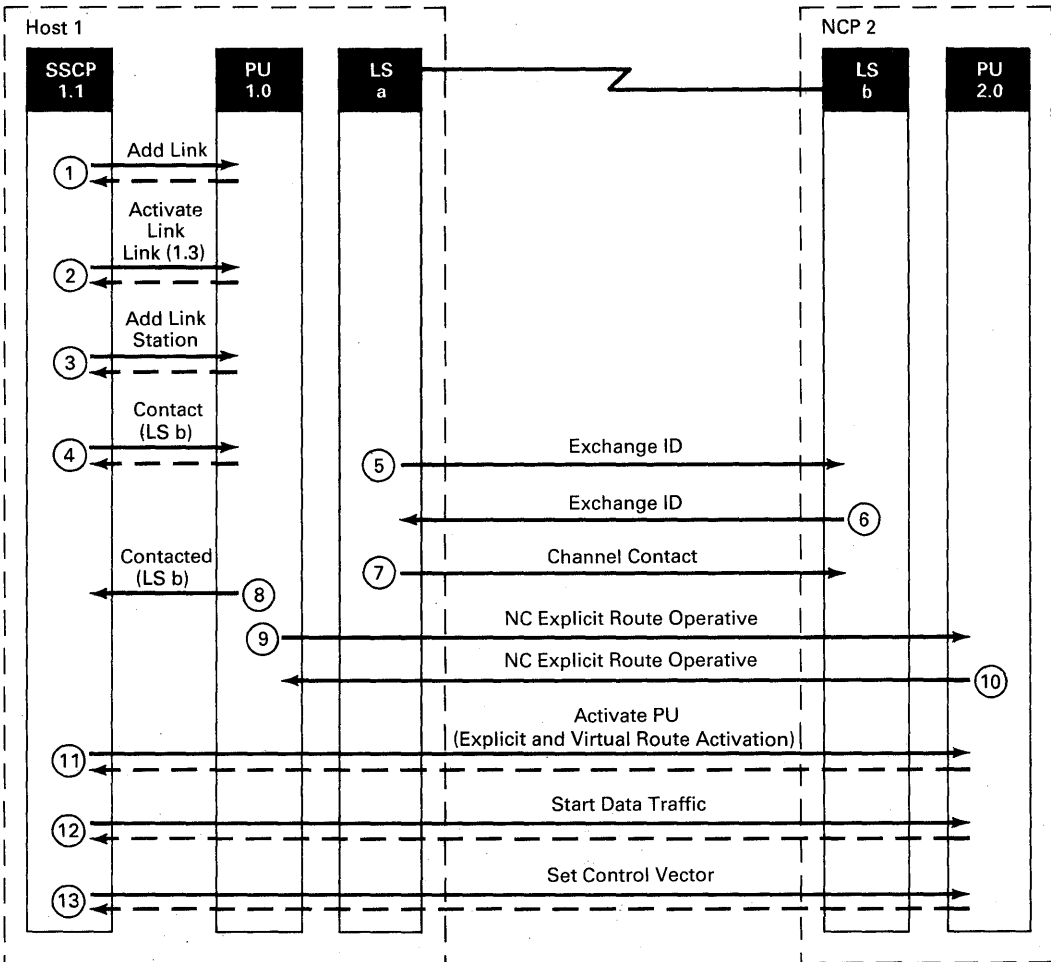 Host 1
NCP 2
SSCP
1.1
PU
1.0
LS
a
LS
b
PU
2.0
1
Add Link
2
Activate
Link
Link (1.3)
3
Add Link
Station
4
Contact
(LS b)
5
Exchange ID
Exchange ID
6
7
Channel Contact
Contacted
(LS b)
8
9
NC Explicit Route Operative
NC Explicit Route Operative
10
11
Activate PU
(Explicit and Virtual Route Activation)
12
Start Data Traffic
13
Set Control Vector